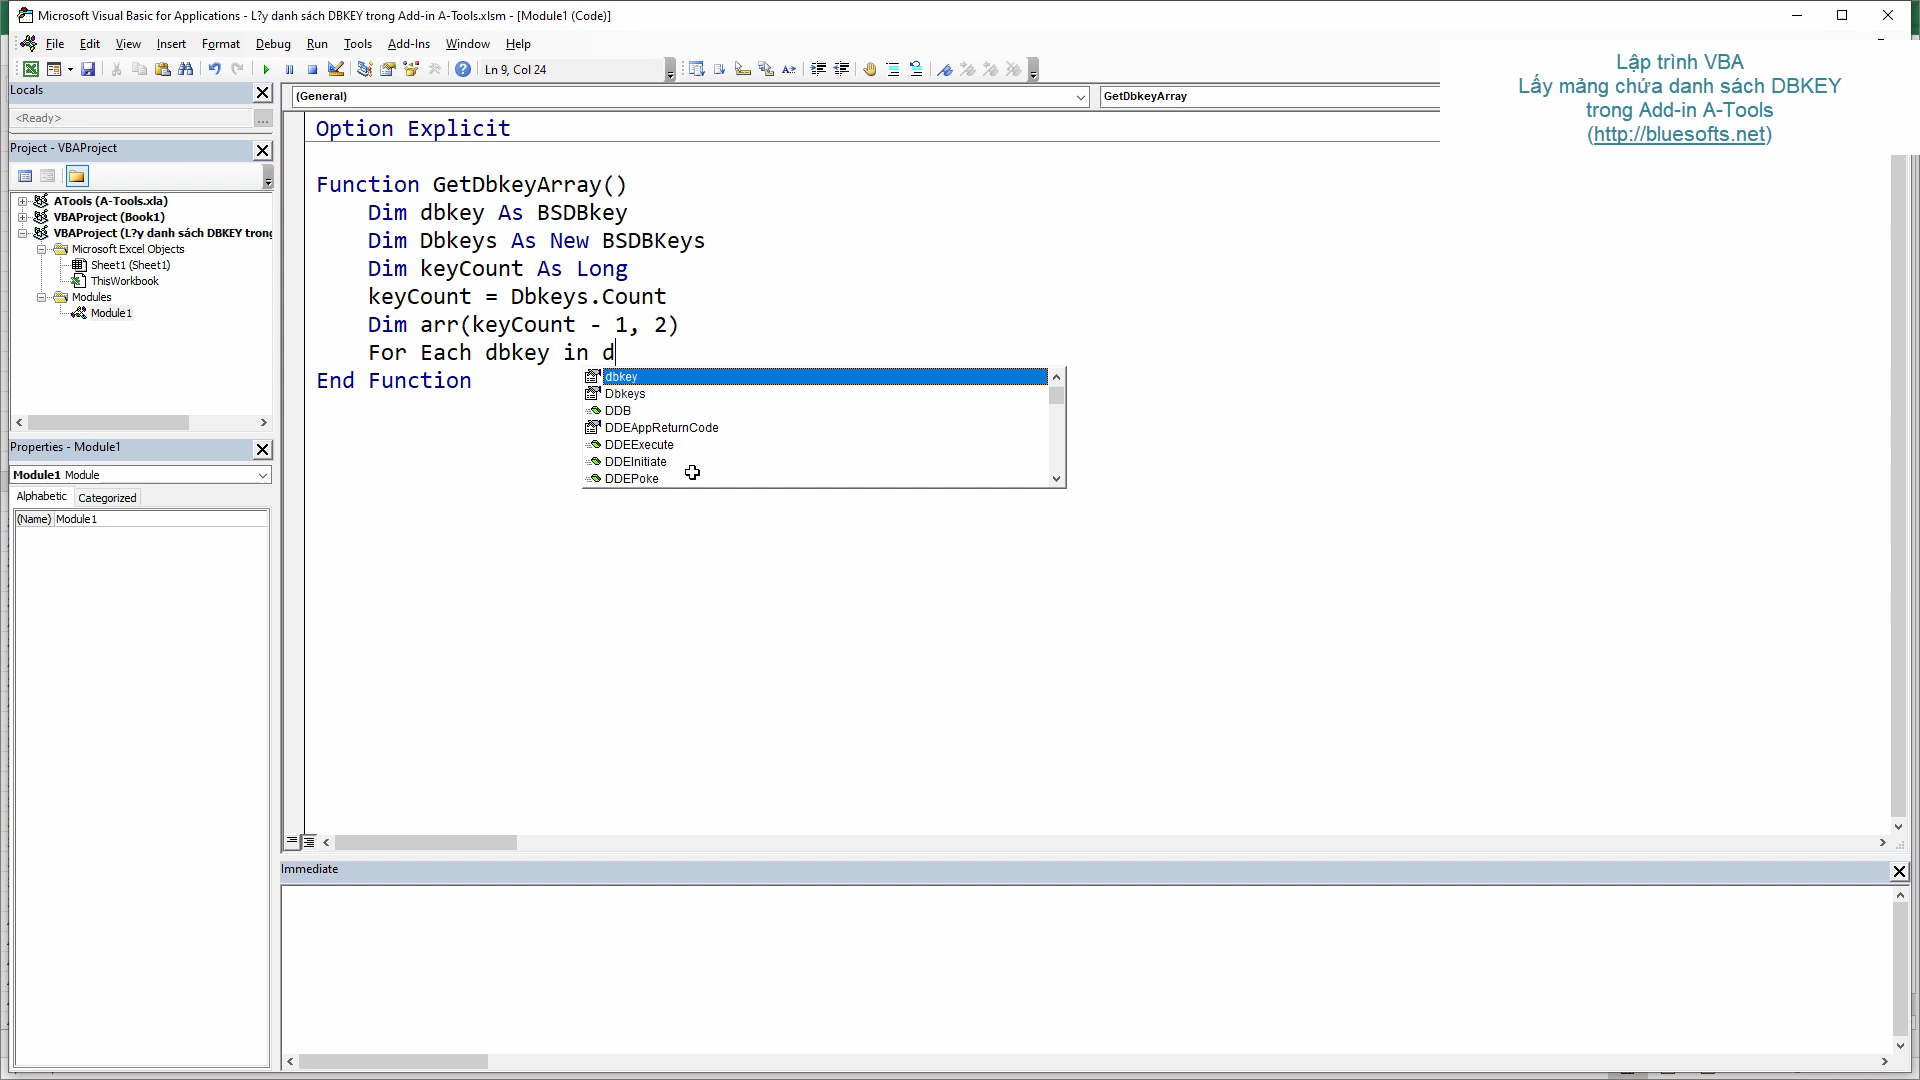 Microsoft Visual Basic for Applications - L?y danh sách DBKEY trong Add-in A-Tools.xlsm - [Module1 (Code)]
File Edit View Insert Format Debug Run Tools Add-Ins Window Help
Ln 9, Col 24
Lập trình VBA
Lấy mảng chứa danh sách DBKEY
trong Add-in A-Tools
(http://bluesofts.net)
Locals
<Ready>
...
Project - VBAProject
ATools (A-Tools.xla)
VBAProject (Book1)
VBAProject (L?y danh sách DBKEY trong
Microsoft Excel Objects
Sheet1 (Sheet1)
ThisWorkbook
Modules
Module1
Properties - Module1
Module1 Module
Alphabetic Categorized
(Name) Module1
(General) GetDbkeyArray
Option Explicit
Function GetDbkeyArray()
Dim dbkey As BSDBkey
Dim Dbkeys As New BSDBKeys
Dim keyCount As Long
keyCount = Dbkeys.Count
Dim arr(keyCount - 1, 2)
For Each dbkey in d
End Function
dbkey
Dbkeys
DDB
DDEAppReturnCode
DDEExecute
DDEInitiate
DDEPoke
Immediate